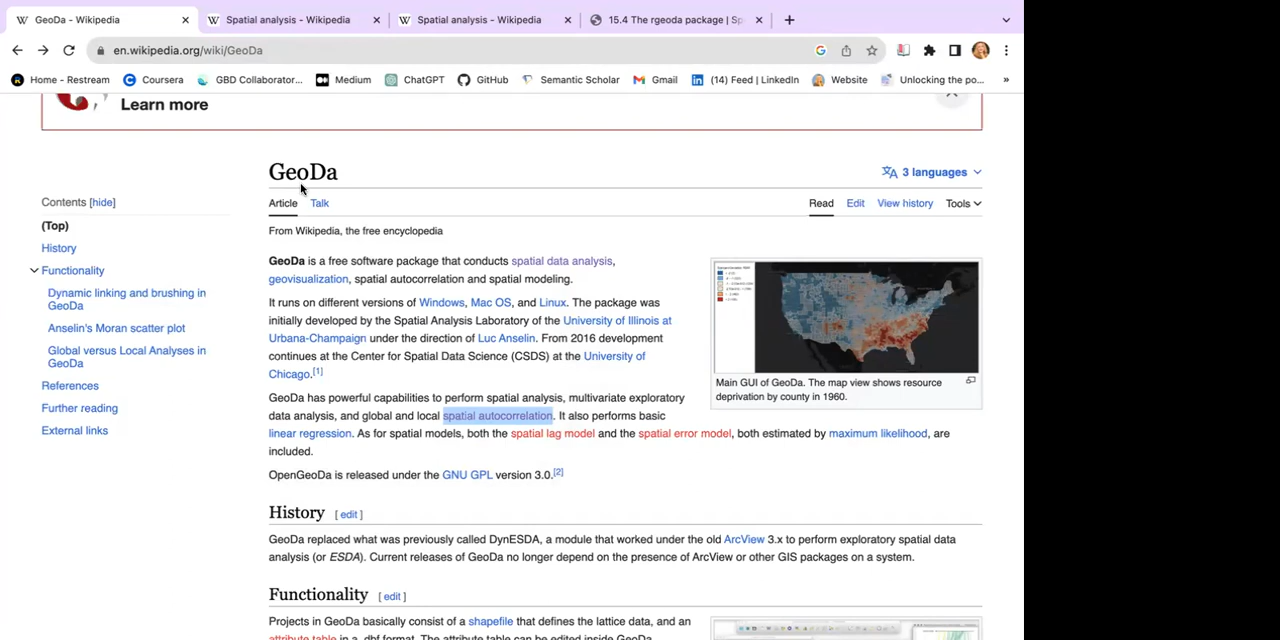 GeoDa - Wikipedia
Spatial analysis - Wikipedia
Spatial analysis - Wikipedia
15.4 The rgeoda package | Sp
en.wikipedia.org/wiki/GeoDa
Home - Restream
Coursera
GBD Collaborator...
Medium
ChatGPT
GitHub
Semantic Scholar
Gmail
(14) Feed | LinkedIn
Website
Unlocking the po...
»
Learn more
GeoDa
3 languages
Article
Talk
Read
Edit
View history
Tools
Contents [hide]
(Top)
History
Functionality
Dynamic linking and brushing in
GeoDa
Anselin's Moran scatter plot
Global versus Local Analyses in
GeoDa
References
Further reading
External links
From Wikipedia, the free encyclopedia
GeoDa is a free software package that conducts spatial data analysis,
geovisualization, spatial autocorrelation and spatial modeling.
It runs on different versions of Windows, Mac OS, and Linux. The package was
initially developed by the Spatial Analysis Laboratory of the University of Illinois at
Urbana-Champaign under the direction of Luc Anselin. From 2016 development
continues at the Center for Spatial Data Science (CSDS) at the University of
Chicago.[1]
Main GUI of GeoDa. The map view shows resource
deprivation by county in 1960.
GeoDa has powerful capabilities to perform spatial analysis, multivariate exploratory
data analysis, and global and local spatial autocorrelation. It also performs basic
linear regression. As for spatial models, both the spatial lag model and the spatial error model, both estimated by maximum likelihood, are
included.
OpenGeoDa is released under the GNU GPL version 3.0.[2]
History [ edit ]
GeoDa replaced what was previously called DynESDA, a module that worked under the old ArcView 3.x to perform exploratory spatial data
analysis (or ESDA). Current releases of GeoDa no longer depend on the presence of ArcView or other GIS packages on a system.
Functionality [ edit ]
Projects in GeoDa basically consist of a shapefile that defines the lattice data, and an
attribute table in a .dbf format. The attribute table can be edited inside GeoDa.